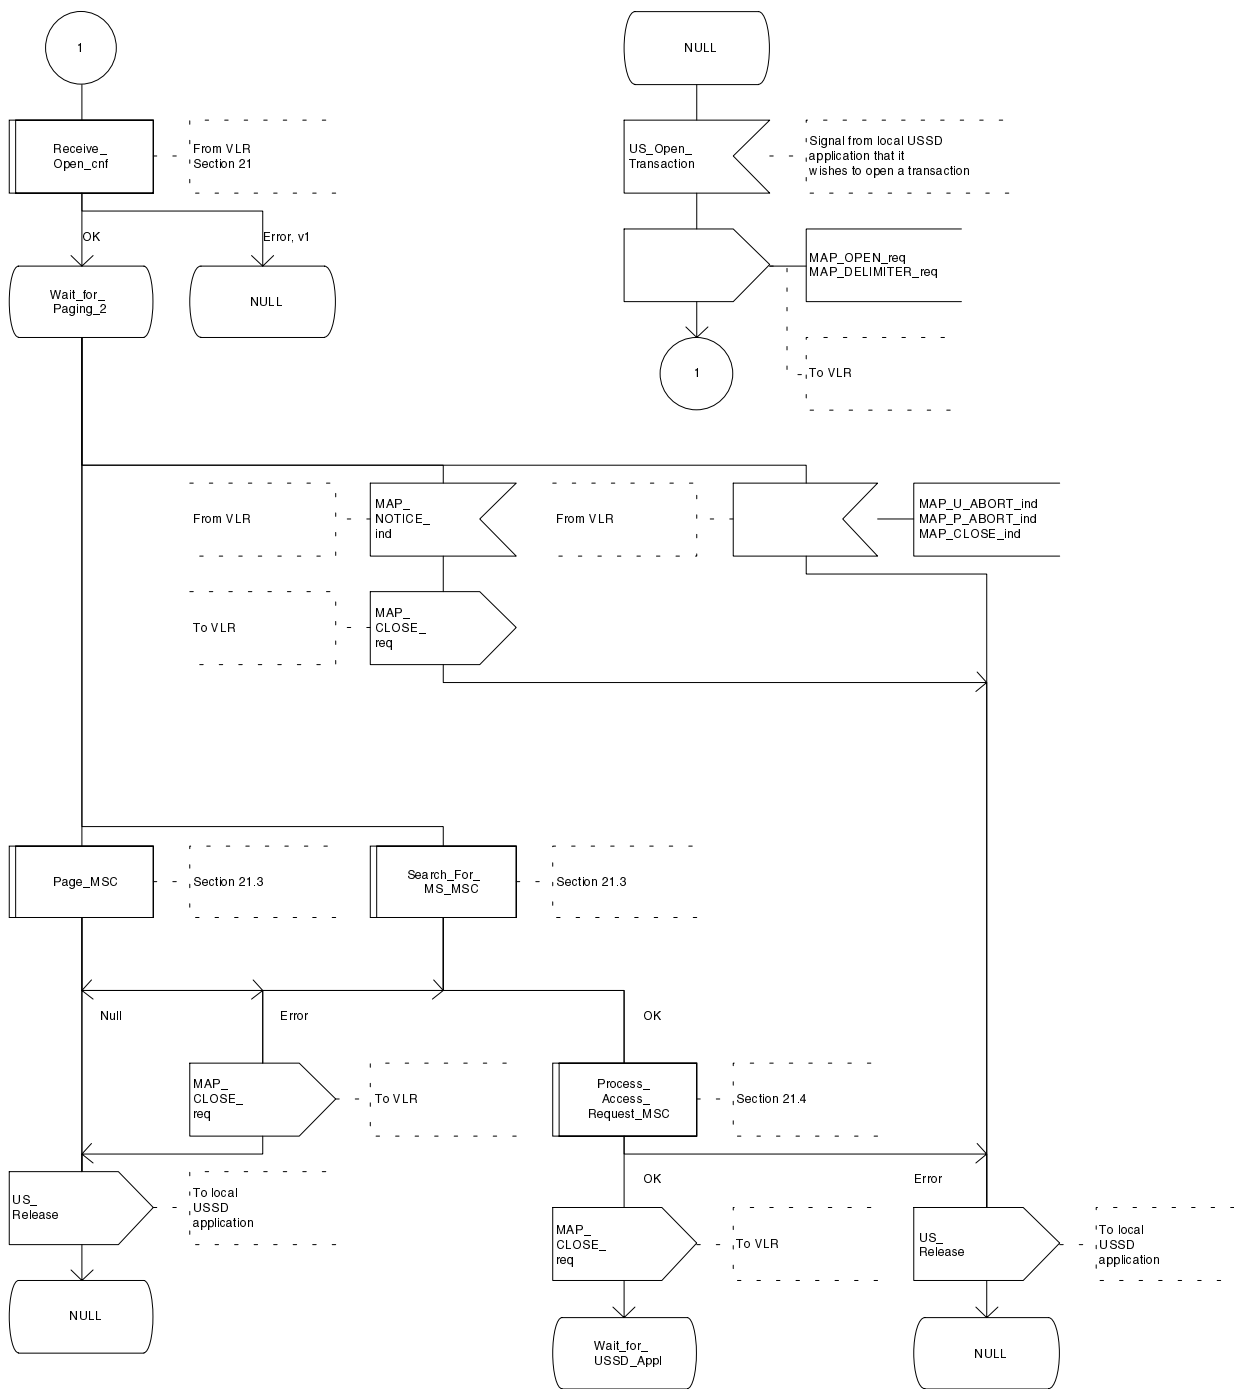 1
NULL
Receive_
Open_cnf
From VLR
Section 21
US_Open_
Transaction
Signal from local USSD
application that it
wishes to open a transaction
OK
Error, v1
MAP_OPEN_req
MAP_DELIMITER_req
Wait_for_
Paging_2
NULL
1
To VLR
From VLR
MAP_
NOTICE_
ind
From VLR
MAP_U_ABORT_ind
MAP_P_ABORT_ind
MAP_CLOSE_ind
To VLR
MAP_
CLOSE_
req
Page_MSC
Section 21.3
Search_For_
MS_MSC
Section 21.3
Null
Error
OK
MAP_
CLOSE_
req
To VLR
Process_
Access_
Request_MSC
Section 21.4
OK
Error
US_
Release
To local
USSD
application
MAP_
CLOSE_
req
To VLR
US_
Release
To local
USSD
application
NULL
Wait_for_
USSD_Appl
NULL